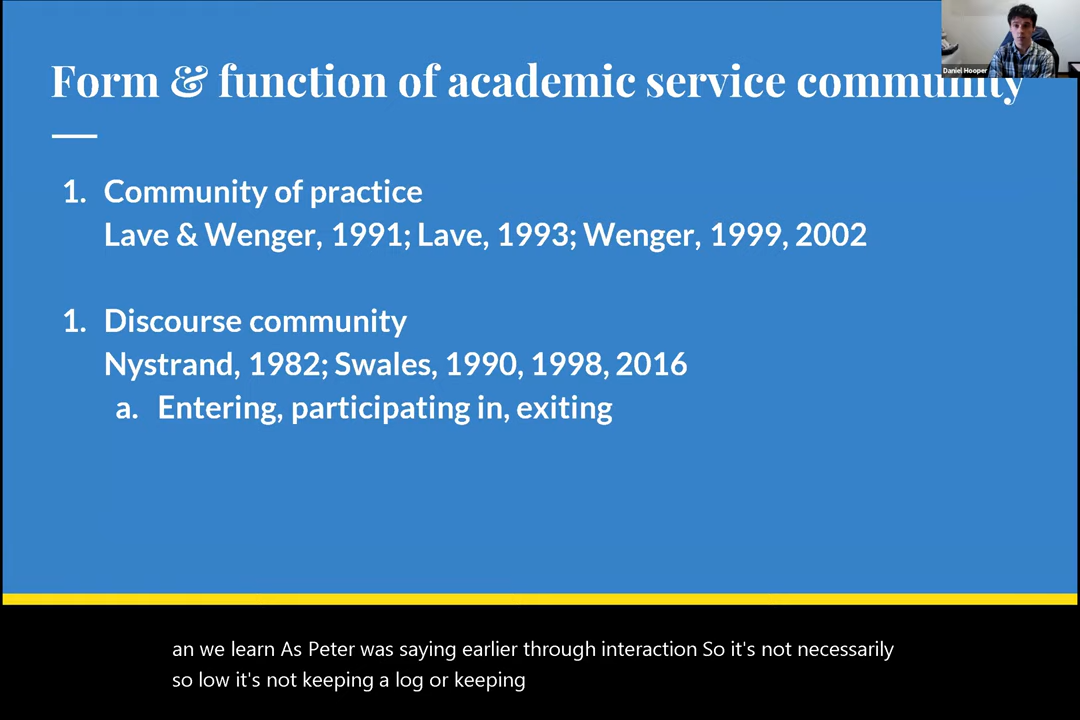 Form & function of academic service community
Daniel Hooper
1. Community of practice
Lave & Wenger, 1991; Lave, 1993; Wenger, 1999, 2002
1. Discourse community
Nystrand, 1982; Swales, 1990, 1998, 2016
a. Entering, participating in, exiting
an we learn As Peter was saying earlier through interaction So it's not necessarily
so low it's not keeping a log or keeping